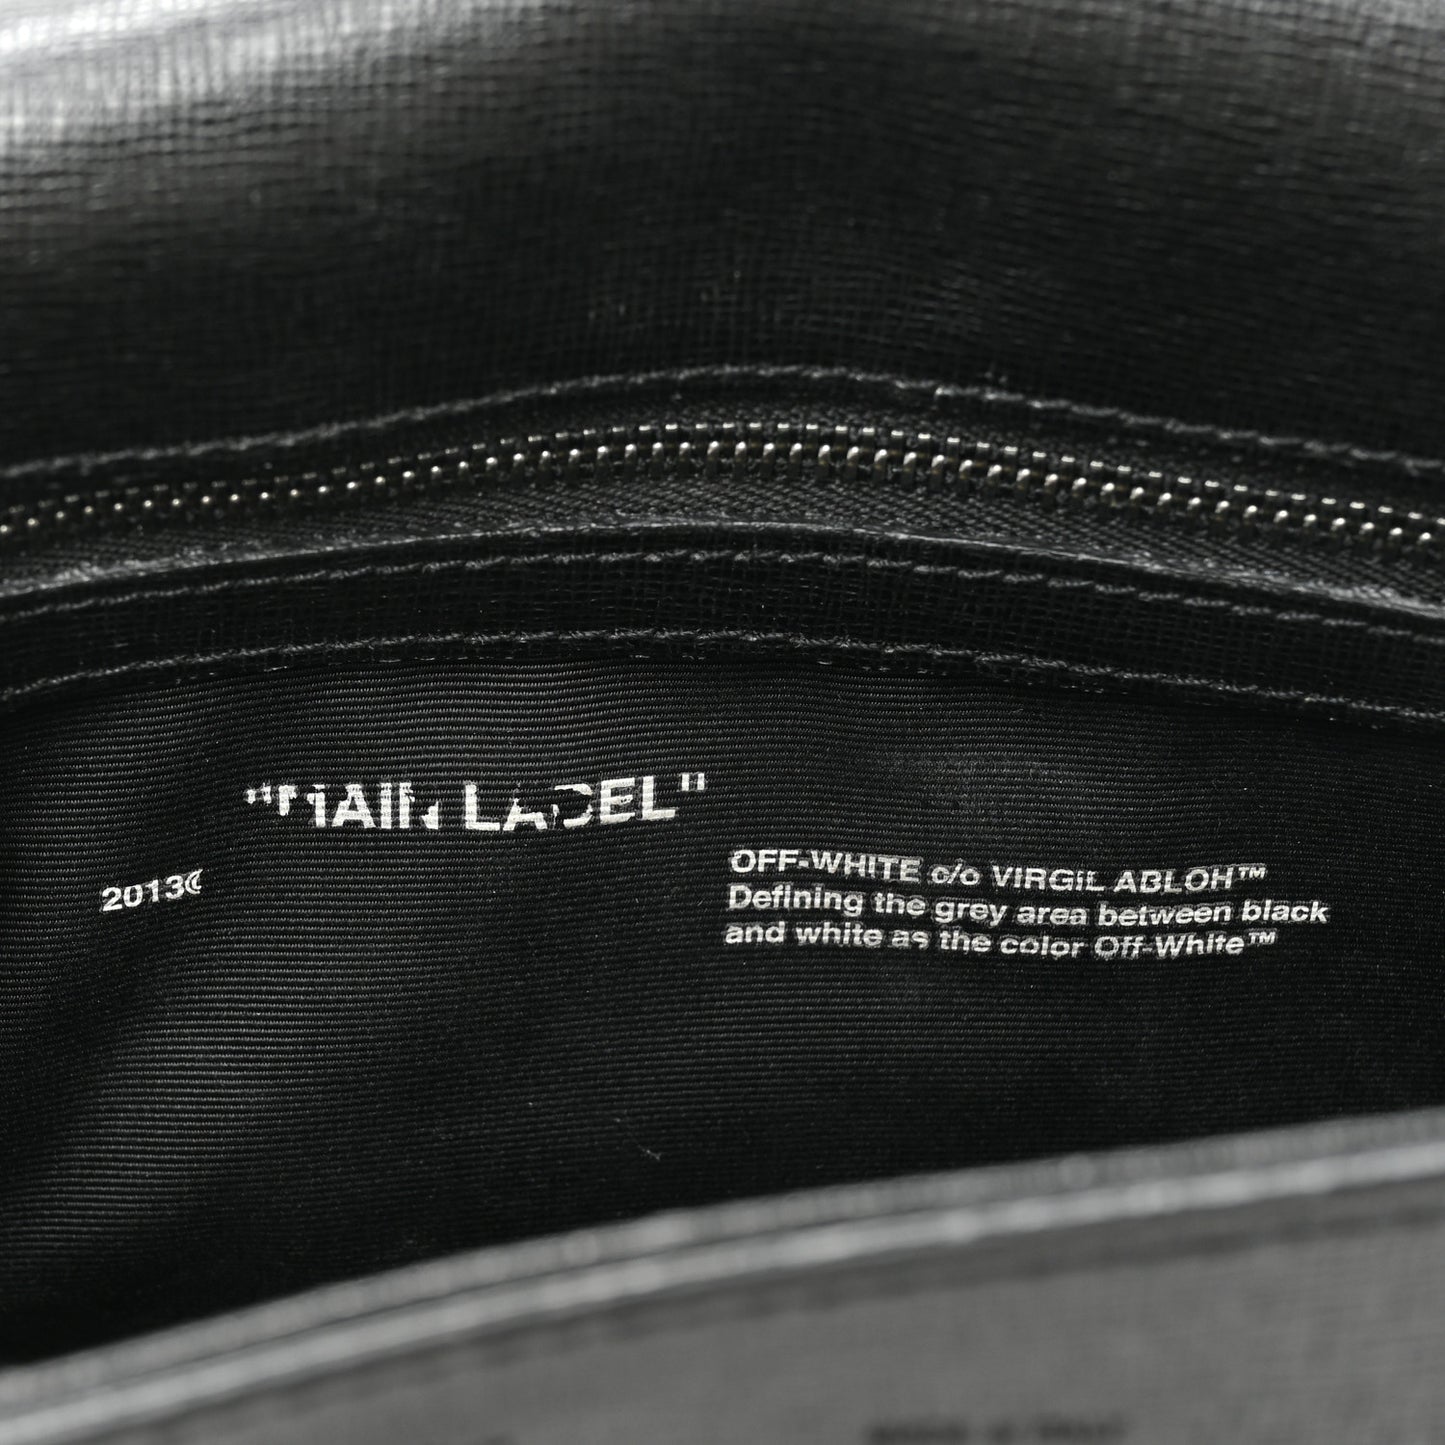 "MAIN LABEL"
2013©
OFF-WHITE c/o VIRGIL ABLOH™
Defining the grey area between black
and white as the color Off-White™